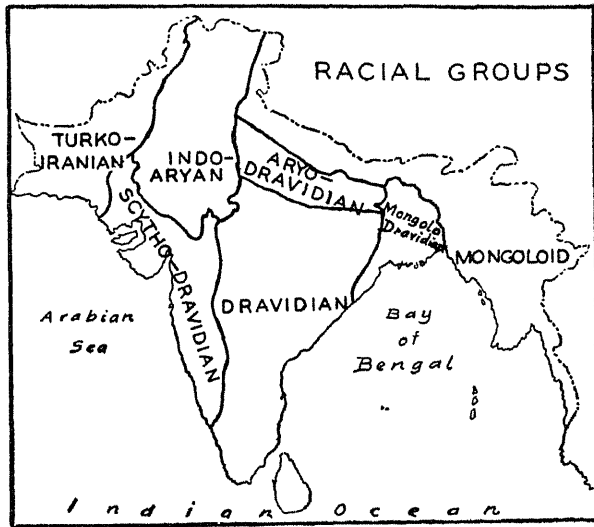 RACIAL GROUPS
TURKO-
IRANIAN
INDO-
ARYAN
ARYO-
DRAVIDIAN
Mongolo
Dravidian
MONGOLOID
SCYTHO-DRAVIDIAN
DRAVIDIAN
Arabian
Sea
Bay
of
Bengal
Indian Ocean